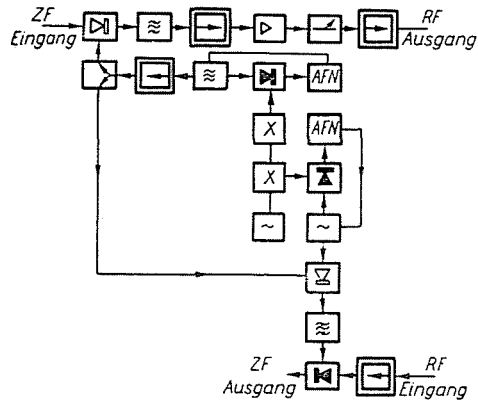 ZF
Eingang
RF
Ausgang
AFN
X
AFN
X
ZF
Ausgang
RF
Eingang